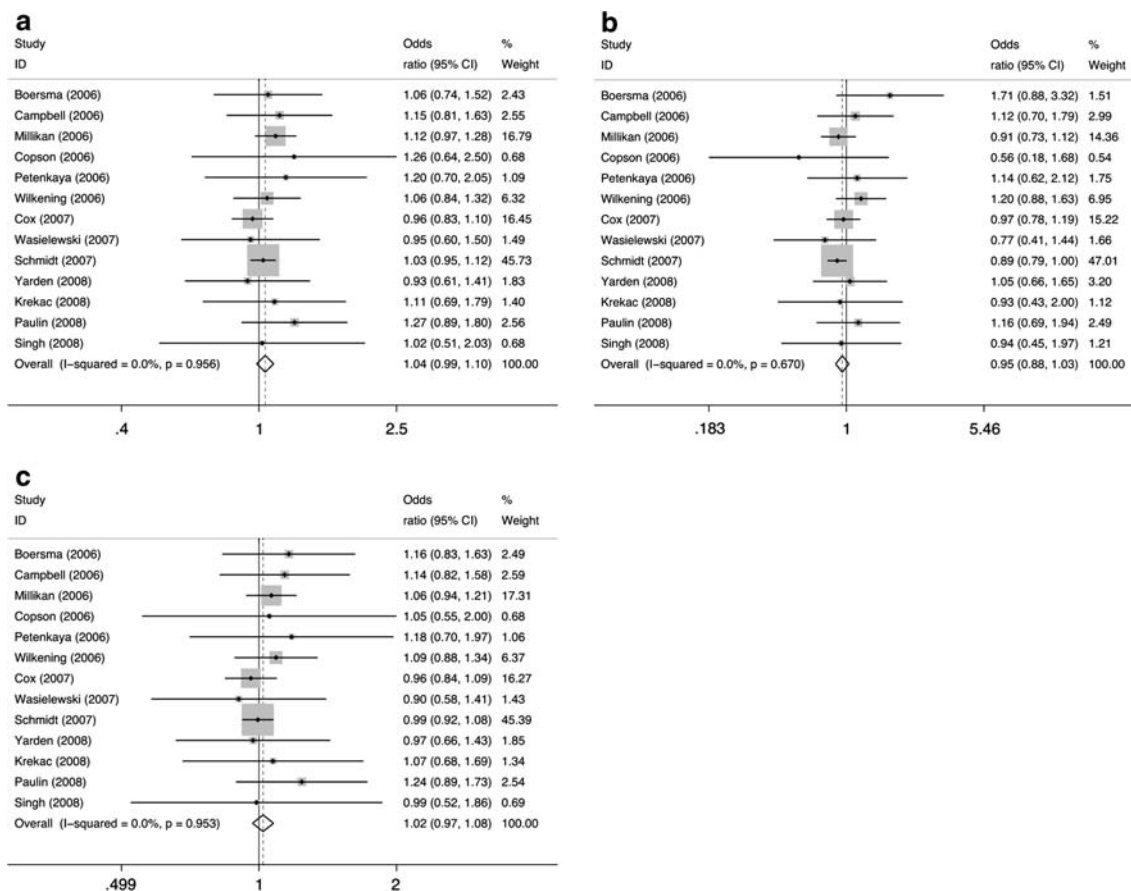 a
Study Odds %
ID ratio (95% CI) Weight
Boersma (2006) 1.06 (0.74, 1.52) 2.43
Campbell (2006) 1.15 (0.81, 1.63) 2.55
Millikan (2006) 1.12 (0.97, 1.28) 16.79
Copson (2006) 1.26 (0.64, 2.50) 0.68
Petenkaya (2006) 1.20 (0.70, 2.05) 1.09
Wilkening (2006) 1.06 (0.84, 1.32) 6.32
Cox (2007) 0.96 (0.83, 1.10) 16.45
Wasielewski (2007) 0.95 (0.60, 1.50) 1.49
Schmidt (2007) 1.03 (0.95, 1.12) 45.73
Yarden (2008) 0.93 (0.61, 1.41) 1.83
Krekac (2008) 1.11 (0.69, 1.79) 1.40
Paulin (2008) 1.27 (0.89, 1.80) 2.56
Singh (2008) 1.02 (0.51, 2.03) 0.68
Overall (I-squared = 0.0%, p = 0.956) 1.04 (0.99, 1.10) 100.00
.4 1 2.5
b
Study Odds %
ID ratio (95% CI) Weight
Boersma (2006) 1.71 (0.88, 3.32) 1.51
Campbell (2006) 1.12 (0.70, 1.79) 2.99
Millikan (2006) 0.91 (0.73, 1.12) 14.36
Copson (2006) 0.56 (0.18, 1.68) 0.54
Petenkaya (2006) 1.14 (0.62, 2.12) 1.75
Wilkening (2006) 1.20 (0.88, 1.63) 6.95
Cox (2007) 0.97 (0.78, 1.19) 15.22
Wasielewski (2007) 0.77 (0.41, 1.44) 1.66
Schmidt (2007) 0.89 (0.79, 1.00) 47.01
Yarden (2008) 1.05 (0.66, 1.65) 3.20
Krekac (2008) 0.93 (0.43, 2.00) 1.12
Paulin (2008) 1.16 (0.69, 1.94) 2.49
Singh (2008) 0.94 (0.45, 1.97) 1.21
Overall (I-squared = 0.0%, p = 0.670) 0.95 (0.88, 1.03) 100.00
.183 1 5.46
c
Study Odds %
ID ratio (95% CI) Weight
Boersma (2006) 1.16 (0.83, 1.63) 2.49
Campbell (2006) 1.14 (0.82, 1.58) 2.59
Millikan (2006) 1.06 (0.94, 1.21) 17.31
Copson (2006) 1.05 (0.55, 2.00) 0.68
Petenkaya (2006) 1.18 (0.70, 1.97) 1.06
Wilkening (2006) 1.09 (0.88, 1.34) 6.37
Cox (2007) 0.96 (0.84, 1.09) 16.27
Wasielewski (2007) 0.90 (0.58, 1.41) 1.43
Schmidt (2007) 0.99 (0.92, 1.08) 45.39
Yarden (2008) 0.97 (0.66, 1.43) 1.85
Krekac (2008) 1.07 (0.68, 1.69) 1.34
Paulin (2008) 1.24 (0.89, 1.73) 2.54
Singh (2008) 0.99 (0.52, 1.86) 0.69
Overall (I-squared = 0.0%, p = 0.953) 1.02 (0.97, 1.08) 100.00
.499 1 2